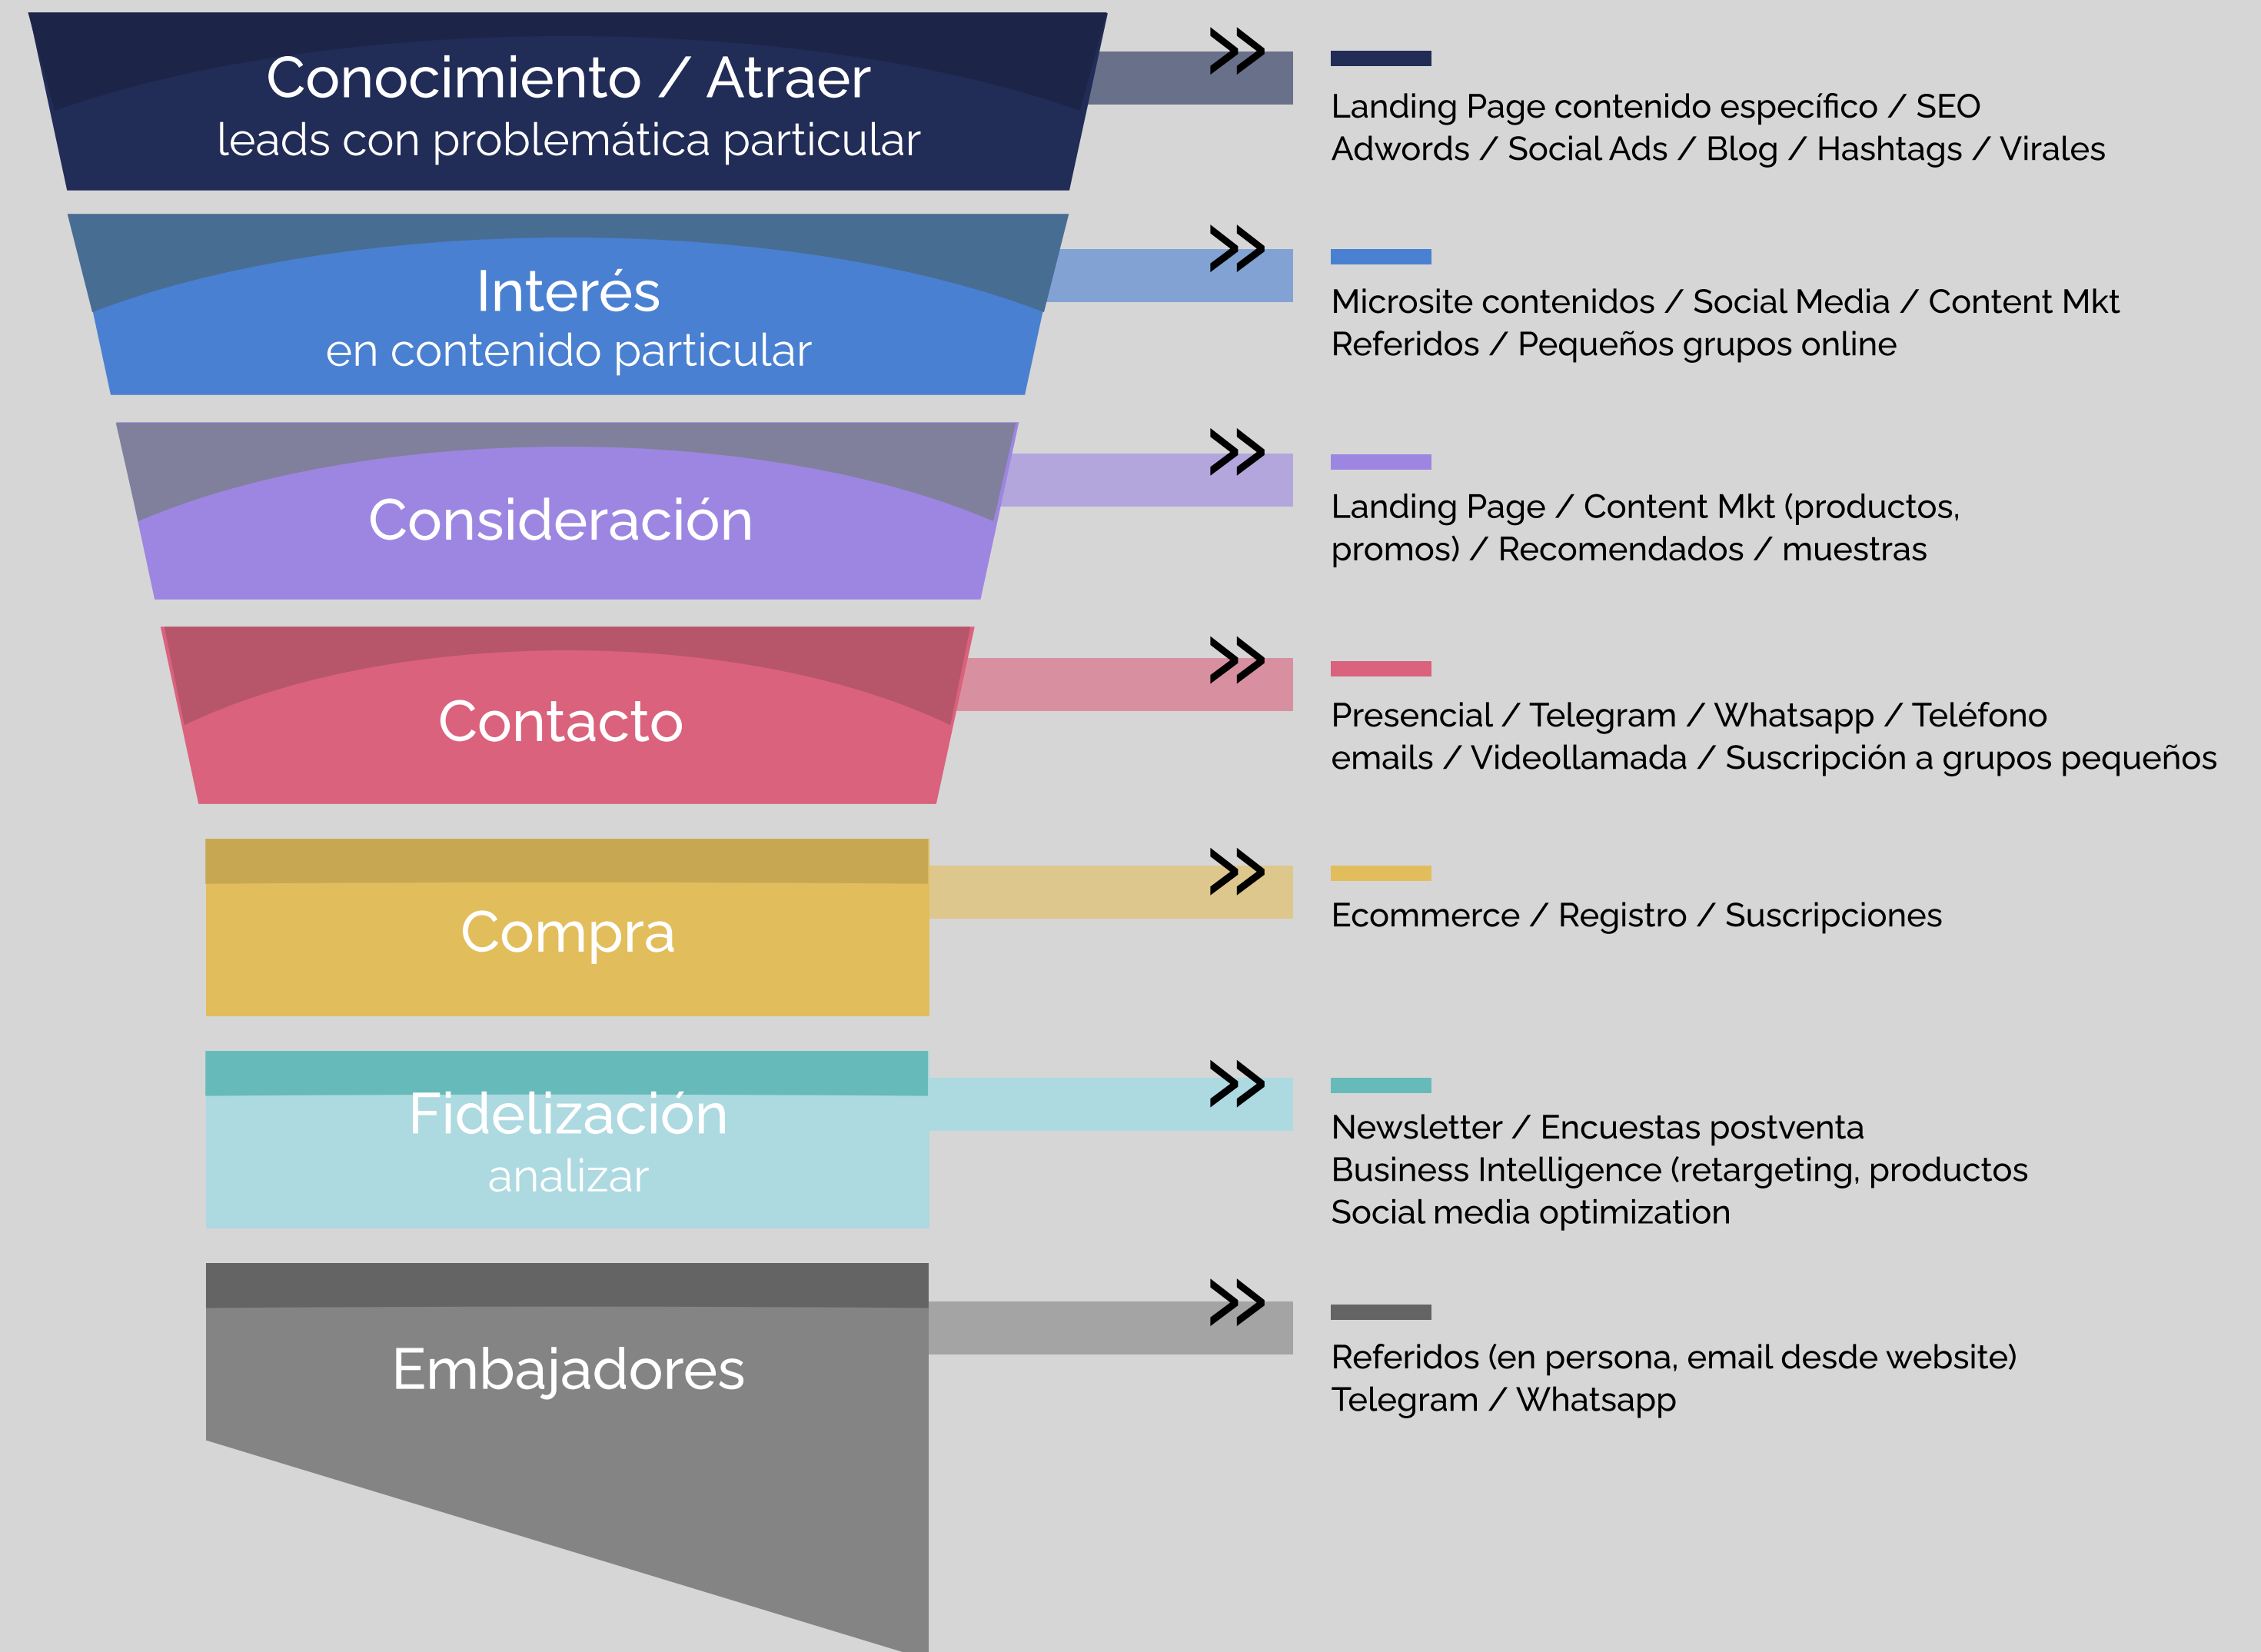 Conocimiento / Atraer
leads con problemática particular
Landing Page contenido específico / SEO
Adwords / Social Ads / Blog / Hashtags / Virales
Interés
en contenido particular
Microsite contenidos / Social Media / Content Mkt
Referidos / Pequeños grupos online
Consideración
Landing Page / Content Mkt (productos,
promos) / Recomendados / muestras
Contacto
Presencial / Telegram / Whatsapp / Teléfono
emails / Videollamada / Suscripción a grupos pequeños
Compra
Ecommerce / Registro / Suscripciones
Fidelización
analizar
Newsletter / Encuestas postventa
Business Intelligence (retargeting, productos
Social media optimization
Embajadores
Referidos (en persona, email desde website)
Telegram / Whatsapp